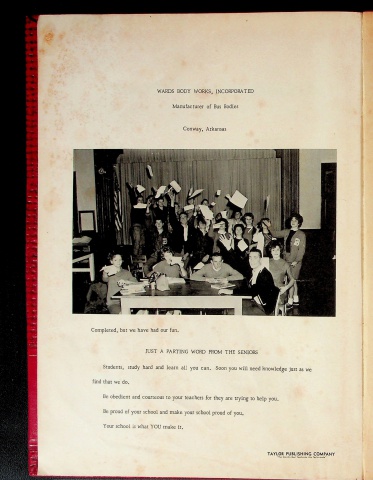 WARDS BODY WORKS, INCORPORATED
Manufacturer of Bus Bodies
Conway, Arkansas
Completed, but we have had our fun.
JUST A PARTING WORD FROM THE SENIORS
Students, study hard and learn all you can. Soon you will need knowledge just as we
find that we do.
Be obedient and courteous to your teachers for they are trying to help you.
Be proud of your school and make your school proud of you.
Your school is what YOU make it.
TAYLOR PUBLISHING COMPANY